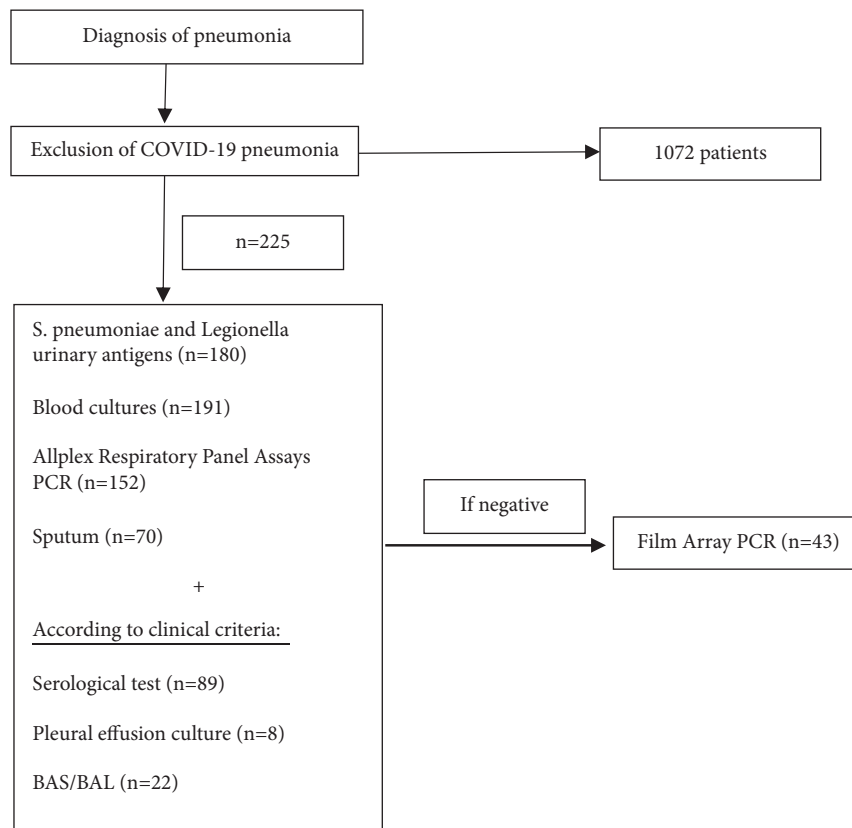 Diagnosis of pneumonia
Exclusion of COVID-19 pneumonia
1072 patients
n=225
S. pneumoniae and Legionella
urinary antigens (n=180)
Blood cultures (n=191)
Allplex Respiratory Panel Assays
PCR (n=152)
Sputum (n=70)
+
According to clinical criteria:
Serological test (n=89)
Pleural effusion culture (n=8)
BAS/BAL (n=22)
If negative
Film Array PCR (n=43)